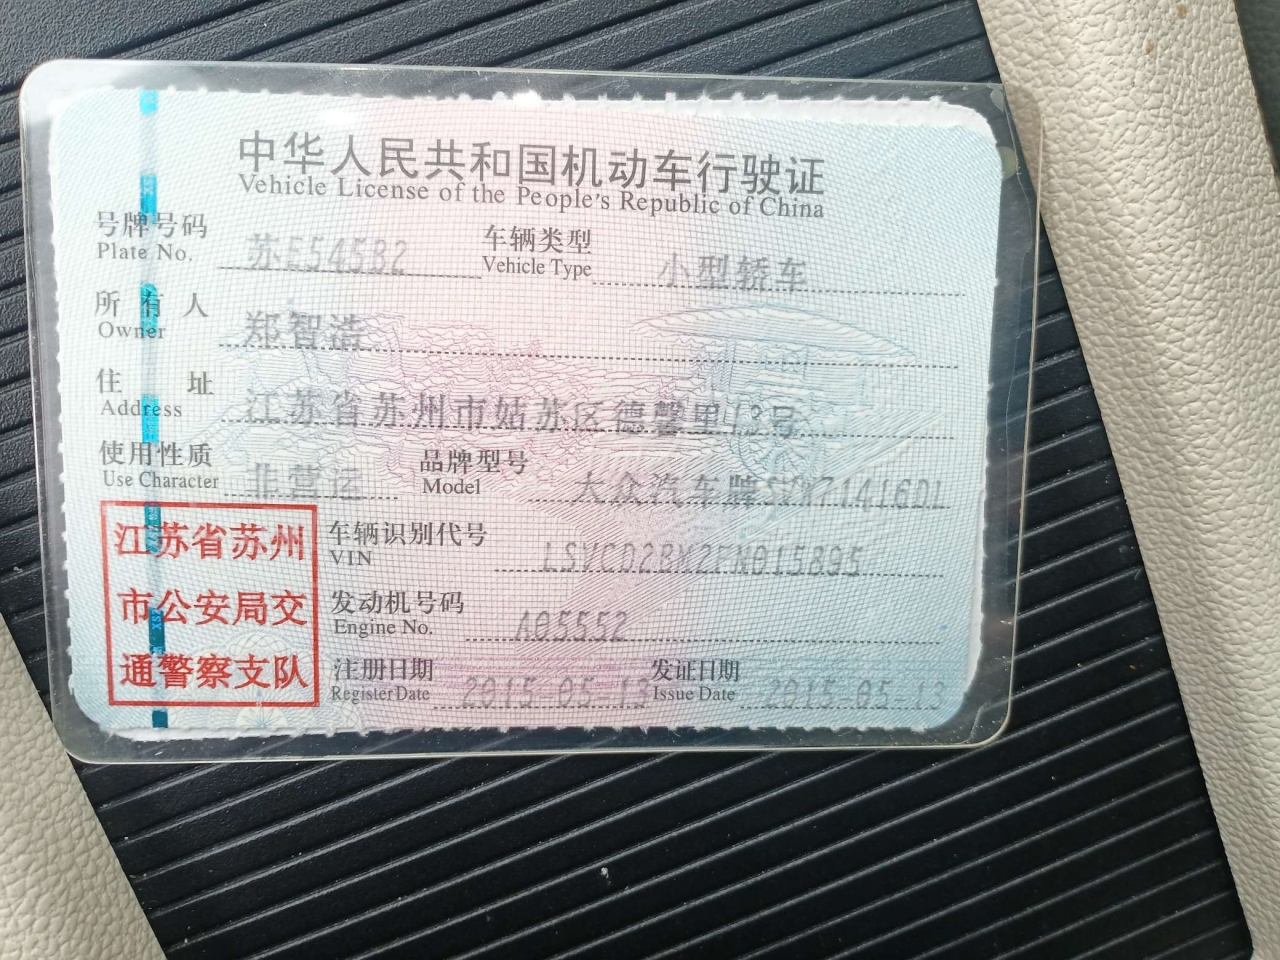 中华人民共和国机动车行驶证
Vehicle License of the People's Republic of China
号牌号码 苏E545B2 车辆类型 小型轿车
Plate No. Vehicle Type
所有人 郑智浩
Owner
住址 江苏省苏州市姑苏区德馨里43号
Address
使用性质 非营运 品牌型号 大众汽车牌SVW71416DL
Use Character Model
江苏省苏州
市公安局交
通警察支队
车辆识别代号 LSVCD2BM2FN015895
VIN
发动机号码 A05552
Engine No.
注册日期 2015-05-13 发证日期 2015-05-13
Register Date Issue Date